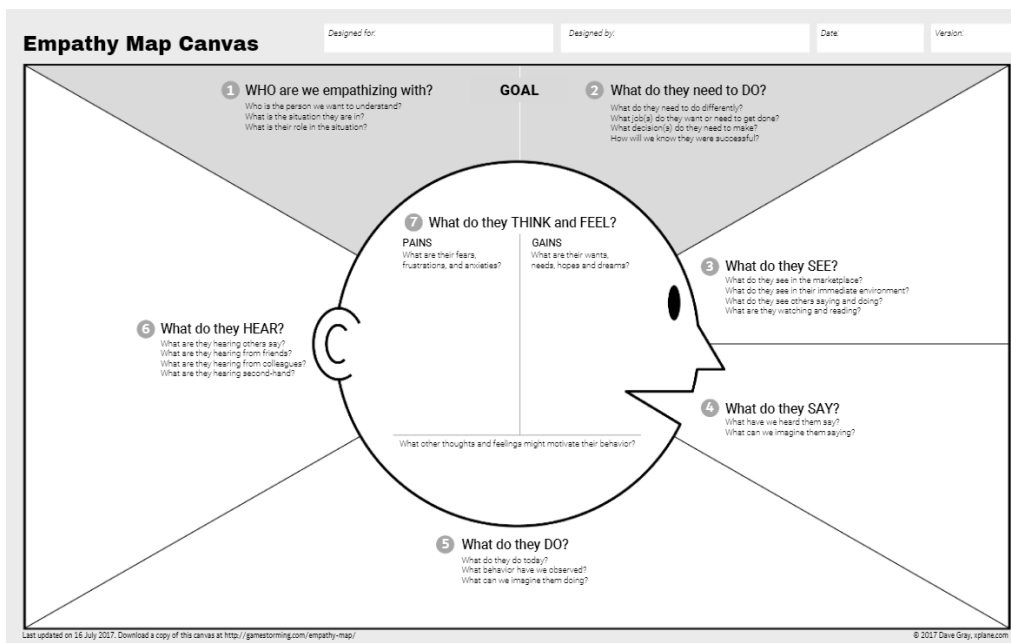 Empathy Map Canvas
Designed for:
Designed by:
Date:
Version:
1 WHO are we empathizing with?
Who is the person we want to understand?
What is the situation they are in?
What is their role in the situation?
GOAL
2 What do they need to DO?
What do they need to do differently?
What job(s) do they want or need to get done?
What decision(s) do they need to make?
How will we know they were successful?
7 What do they THINK and FEEL?
PAINS
What are their fears,
frustrations, and anxieties?
GAINS
What are their wants,
needs, hopes and dreams?
3 What do they SEE?
What do they see in the marketplace?
What do they see in their immediate environment?
What do they see others saying and doing?
What are they watching and reading?
6 What do they HEAR?
What are they hearing others say?
What are they hearing from friends?
What are they hearing from colleagues?
What are they hearing second-hand?
4 What do they SAY?
What have we heard them say?
What can we imagine them saying?
What other thoughts and feelings might motivate their behavior?
5 What do they DO?
What do they do today?
What behavior have we observed?
What can we imagine them doing?
Last updated on 16 July 2017. Download a copy of this canvas at http://gamestorming.com/empathy-map/
© 2017 Dave Gray, xplane.com